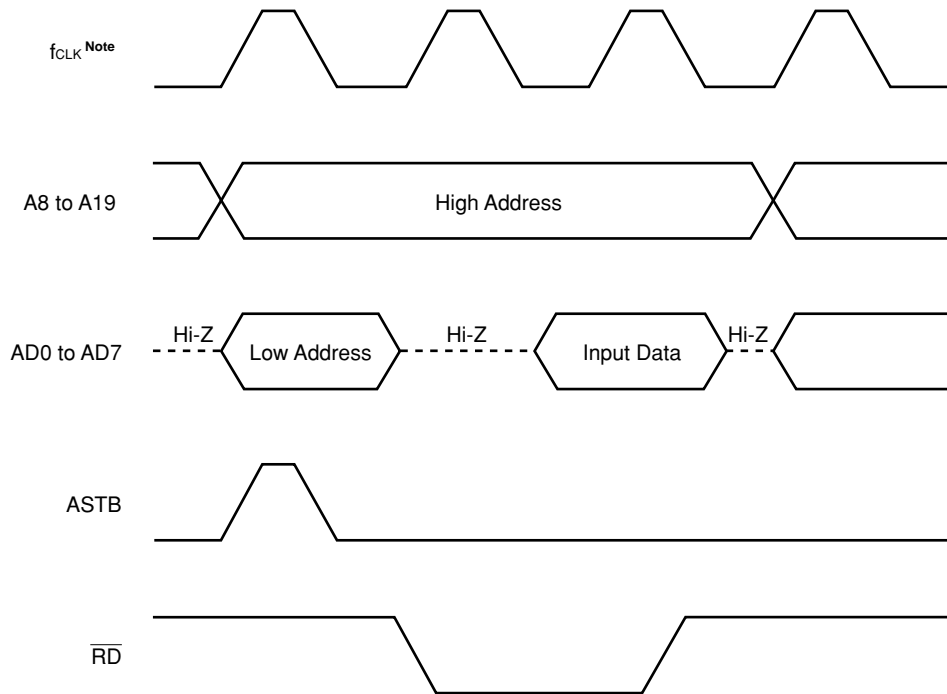 fCLK Note
A8 to A19
High Address
Hi-Z
Hi-Z
Hi-Z
AD0 to AD7
Low Address
Input Data
ASTB
RD